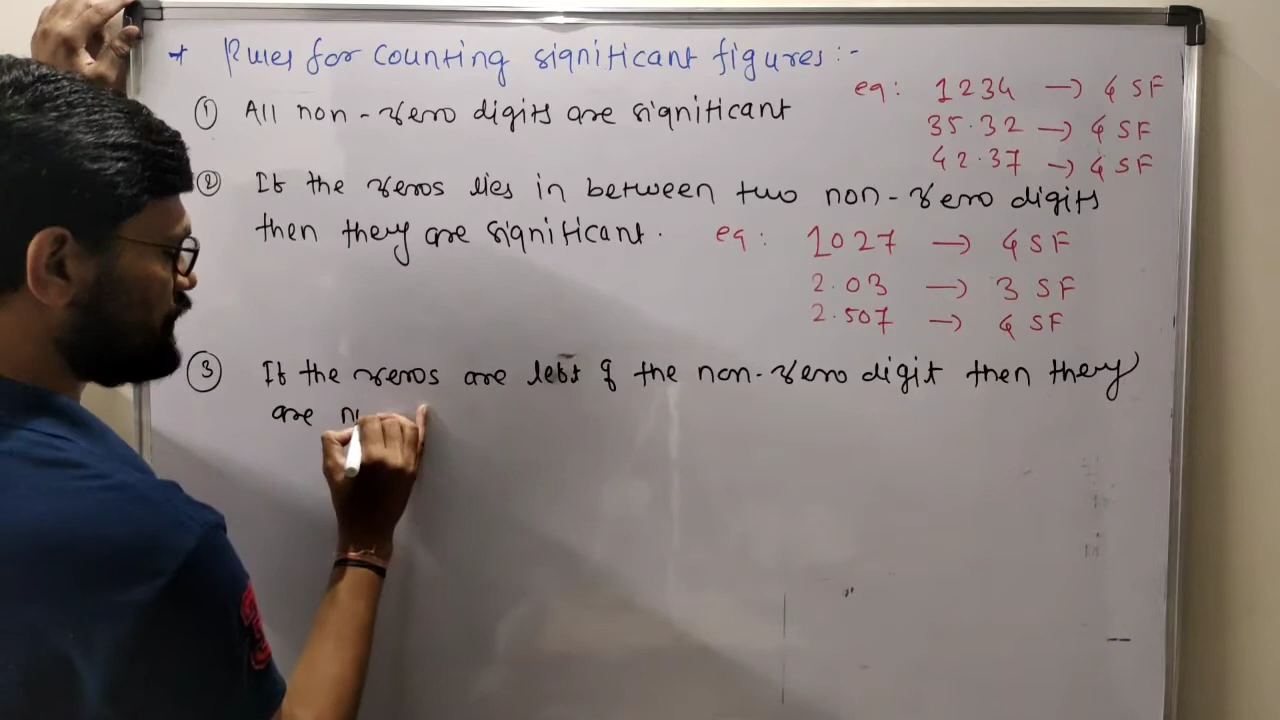 → Rules for counting significant figures :-
① All non-zero digits are significant
eg: 1234 → 4 SF
35.32 → 4 SF
42.37 → 4 SF
② If the zeros lies in between two non-zero digits
then they are significant.
eg: 1027 → 4 SF
2.03 → 3 SF
2.507 → 4 SF
③ If the zeros are left of the non-zero digit then they
are